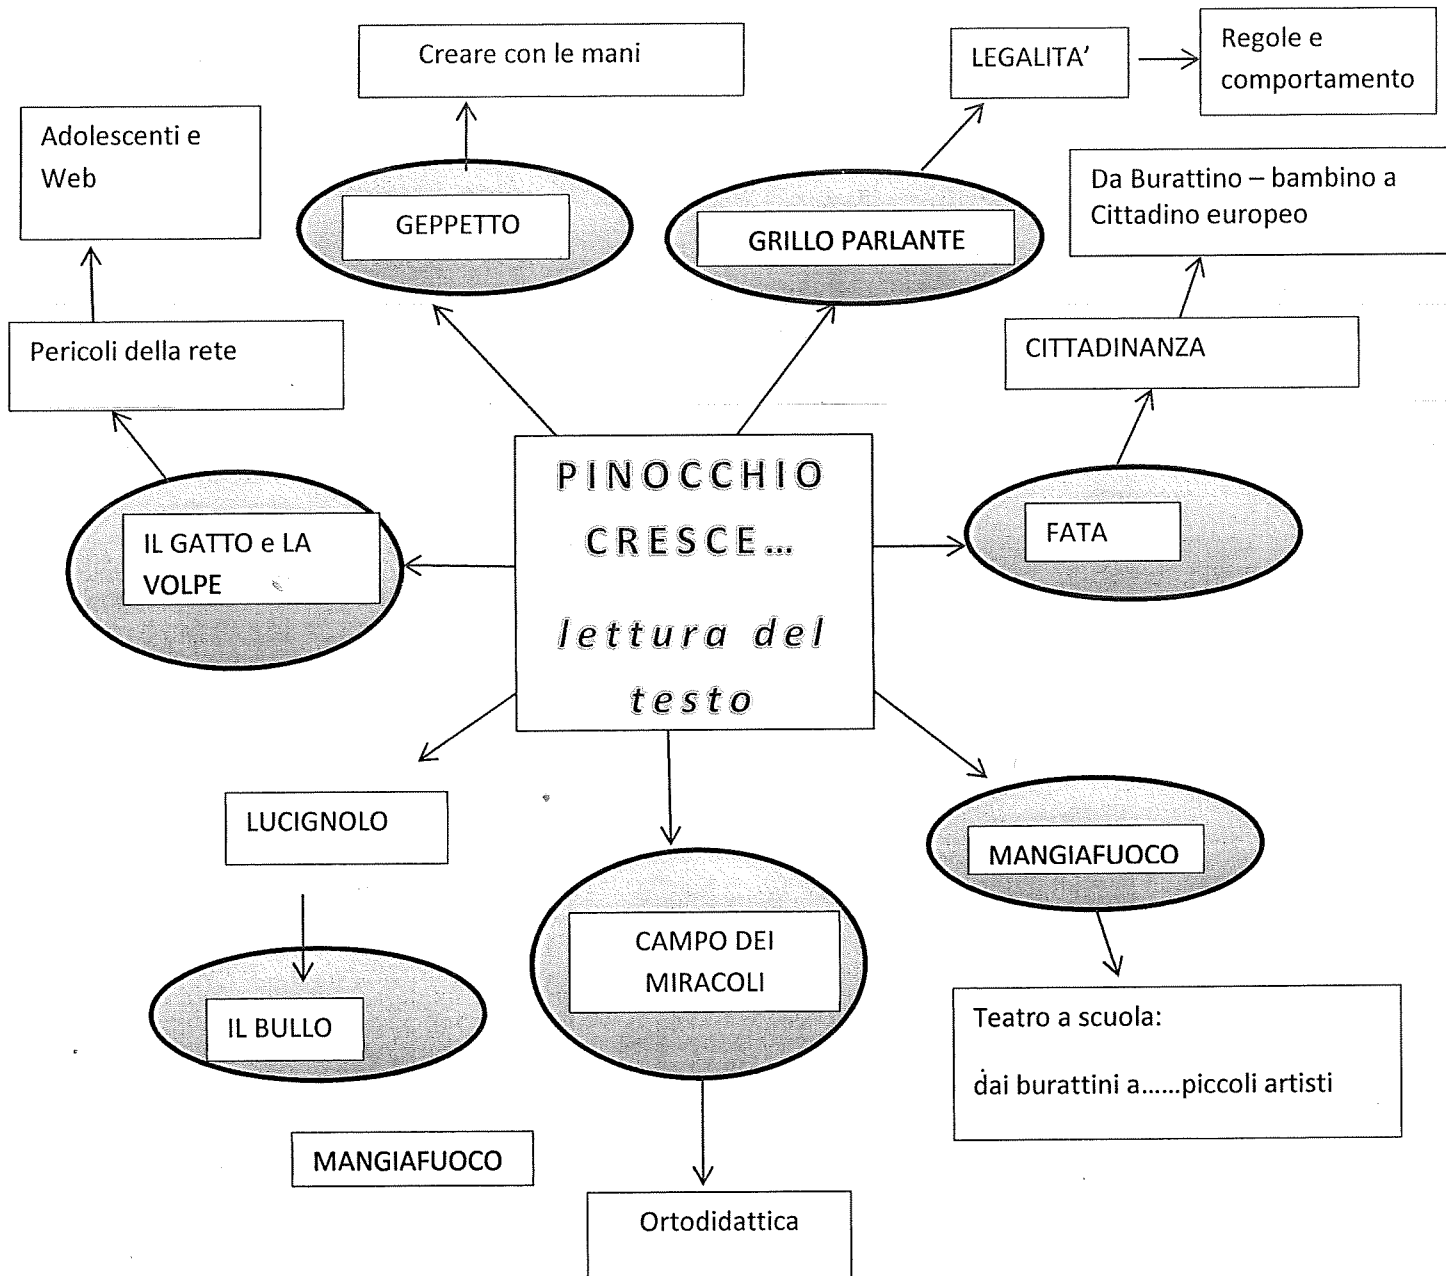 Creare con le mani
LEGALITA’
Regole e
comportamento
Adolescenti e
Web
GEPPETTO
GRILLO PARLANTE
Da Burattino – bambino a
Cittadino europeo
Pericoli della rete
CITTADINANZA
PINOCCHIO
CRESCE…
lettura del
testo
IL GATTO e LA
VOLPE
FATA
LUCIGNOLO
MANGIAFUOCO
CAMPO DEI
MIRACOLI
IL BULLO
Teatro a scuola:
dai burattini a……piccoli artisti
MANGIAFUOCO
Ortodidattica